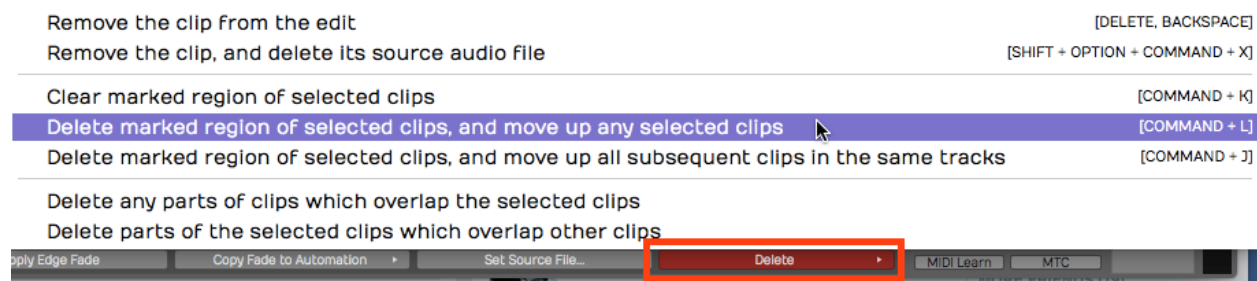 Remove the clip from the edit [DELETE, BACKSPACE]
Remove the clip, and delete its source audio file [SHIFT + OPTION + COMMAND + X]
Clear marked region of selected clips [COMMAND + K]
Delete marked region of selected clips, and move up any selected clips [COMMAND + L]
Delete marked region of selected clips, and move up all subsequent clips in the same tracks [COMMAND + J]
Delete any parts of clips which overlap the selected clips
Delete parts of the selected clips which overlap other clips
Edge Fade Copy Fade to Automation Set Source File... Delete MIDI Learn MTC